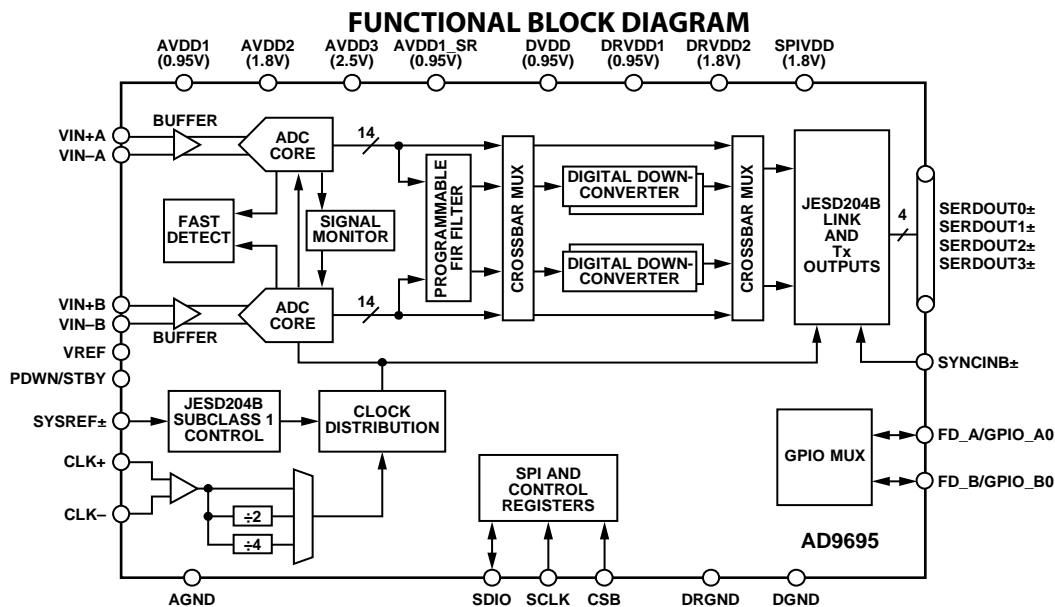 FUNCTIONAL BLOCK DIAGRAM
AVDD1
(0.95V)
AVDD2
(1.8V)
AVDD3
(2.5V)
AVDD1_SR
(0.95V)
DVDD
(0.95V)
DRVDD1
(0.95V)
DRVDD2
(1.8V)
SPIVDD
(1.8V)
VIN+A
VIN–A
BUFFER
ADC
CORE
14
FAST
DETECT
SIGNAL
MONITOR
PROGRAMMABLE
FIR FILTER
CROSSBAR MUX
DIGITAL DOWN-
CONVERTER
DIGITAL DOWN-
CONVERTER
CROSSBAR MUX
JESD204B
LINK
AND
Tx
OUTPUTS
4
SERDOUT0±
SERDOUT1±
SERDOUT2±
SERDOUT3±
VIN+B
VIN–B
BUFFER
ADC
CORE
14
VREF
PDWN/STBY
SYNCINB±
SYSREF±
JESD204B
SUBCLASS 1
CONTROL
CLOCK
DISTRIBUTION
CLK+
CLK–
÷2
÷4
SPI AND
CONTROL
REGISTERS
GPIO MUX
FD_A/GPIO_A0
FD_B/GPIO_B0
AD9695
AGND
SDIO
SCLK
CSB
DRGND
DGND